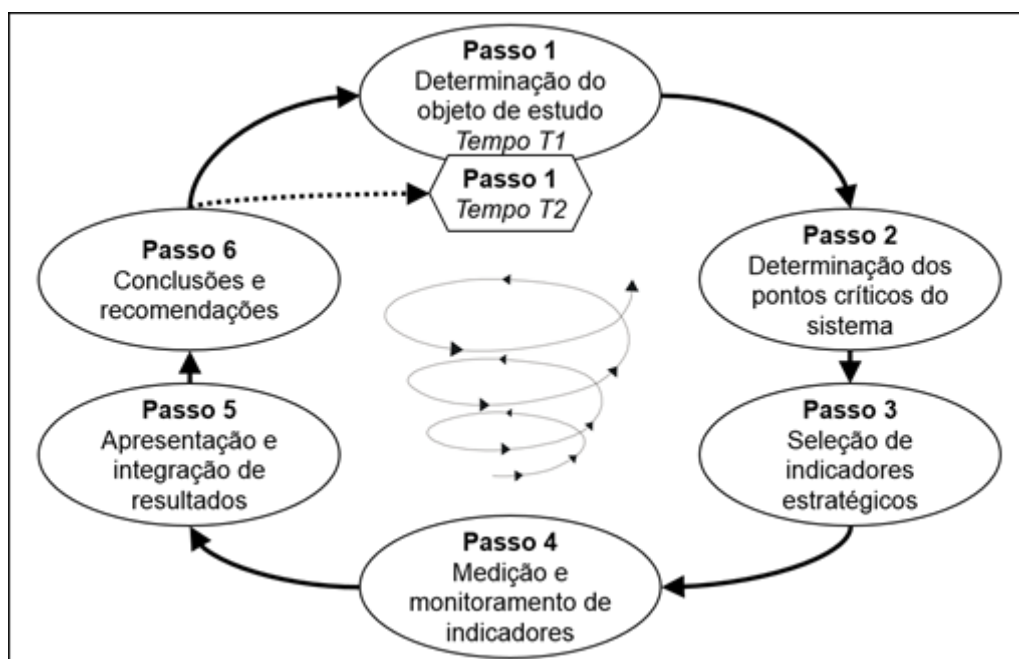 Passo 1
Determinação do
objeto de estudo
Tempo T1
Passo 1
Tempo T2
Passo 2
Determinação dos
pontos críticos do
sistema
Passo 3
Seleção de
indicadores
estratégicos
Passo 4
Medição e
monitoramento de
indicadores
Passo 5
Apresentação e
integração de
resultados
Passo 6
Conclusões e
recomendações